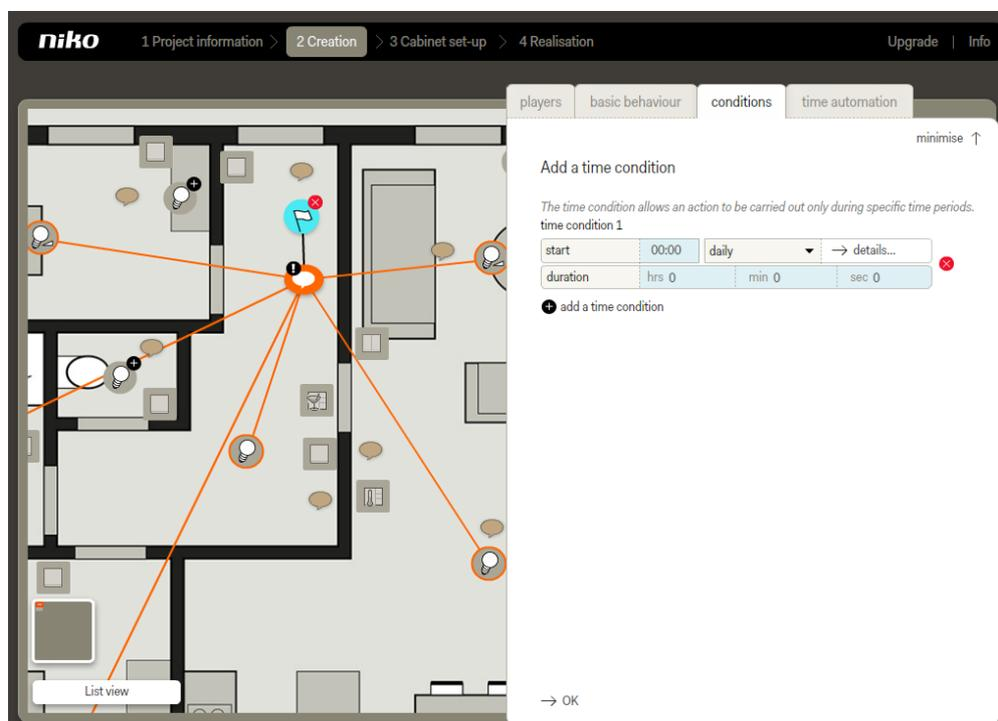 niko 1 Project information 2 Creation 3 Cabinet set-up 4 Realisation Upgrade | Info
players basic behaviour conditions time automation
minimise ↑
Add a time condition
The time condition allows an action to be carried out only during specific time periods.
time condition 1
start 00:00 daily → details...
duration hrs 0 min 0 sec 0
add a time condition
List view
→ OK